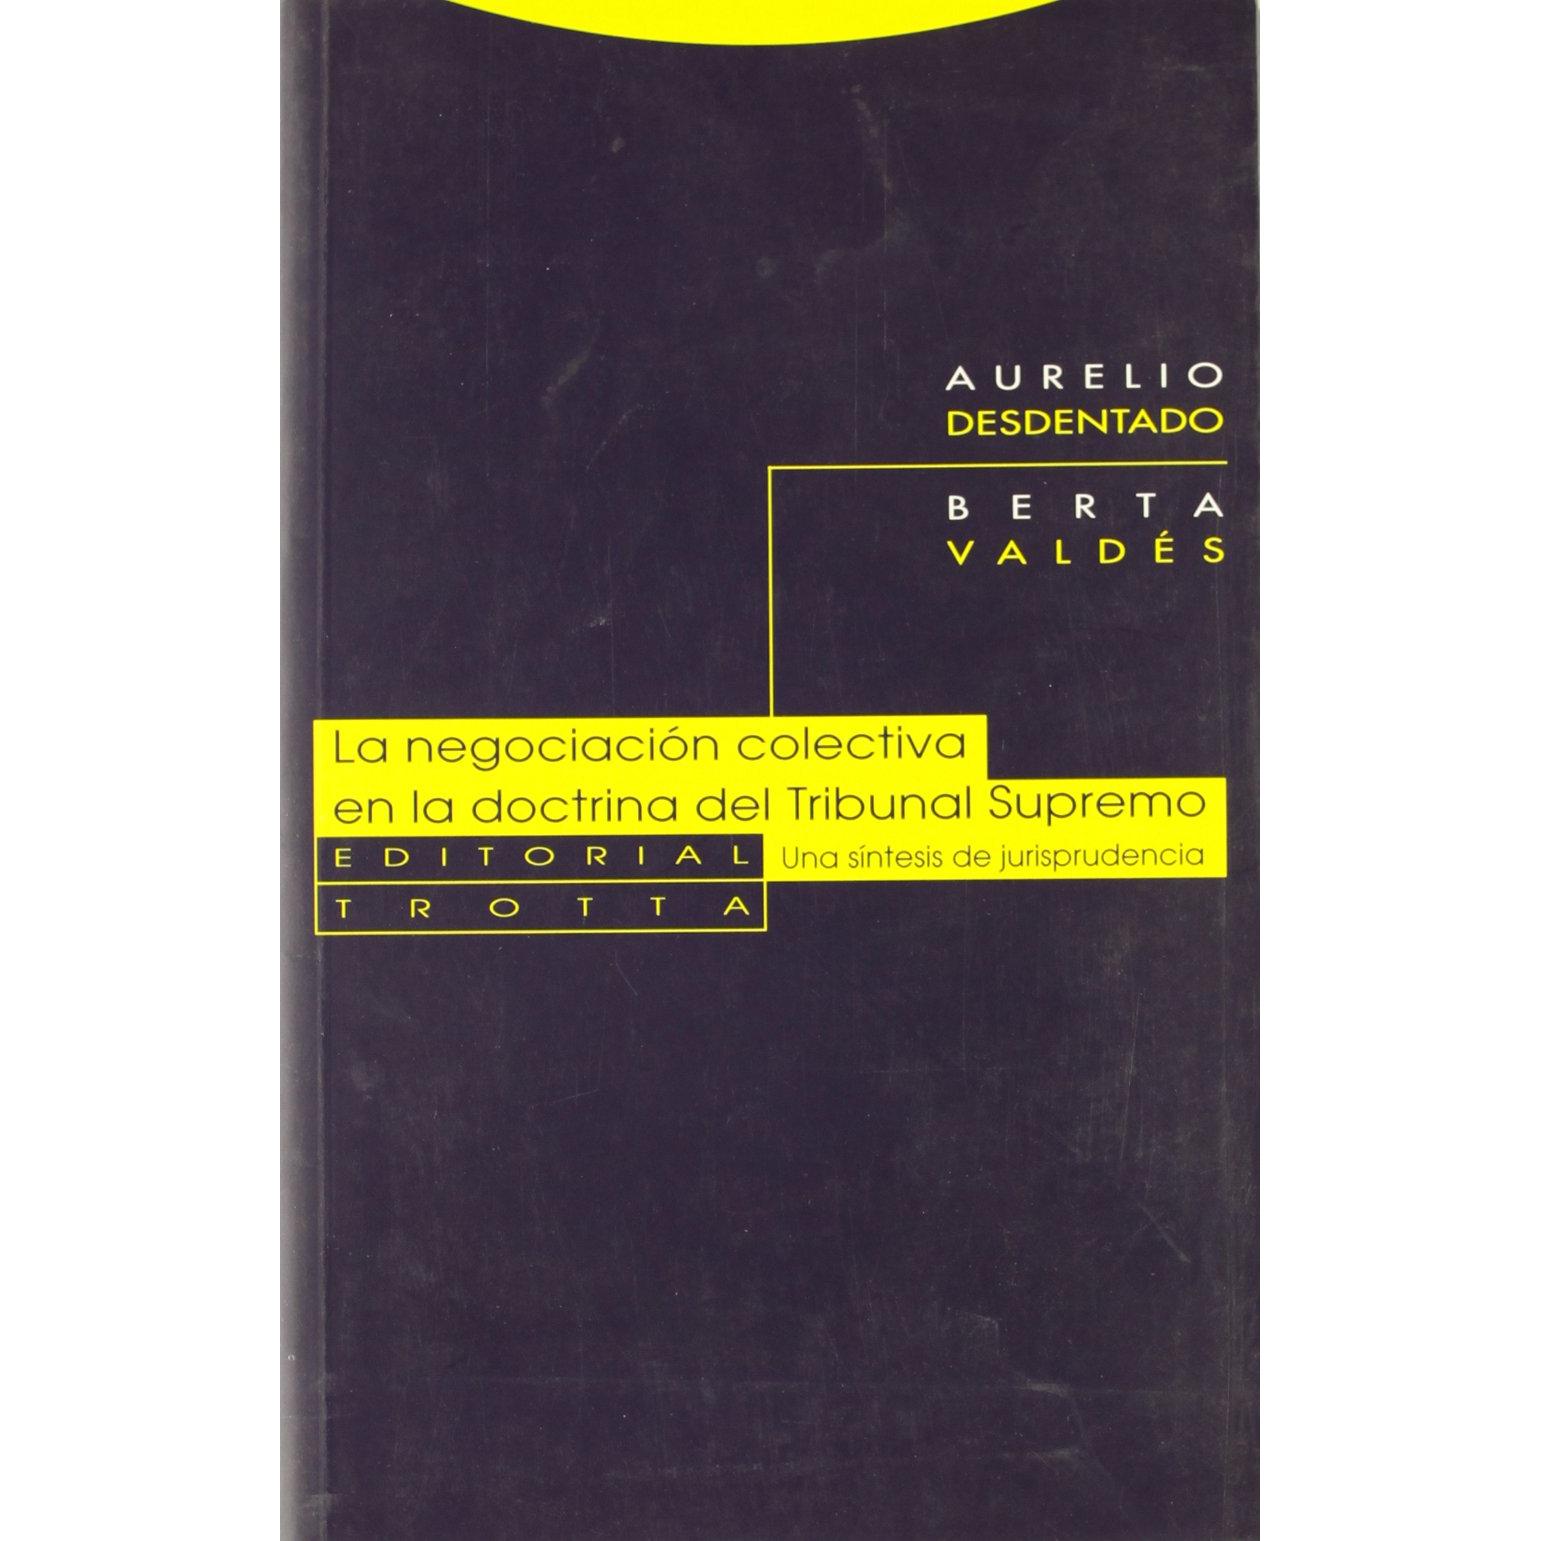 AURELIO
DESDENTADO
BERTA
VALDÉS
La negociación colectiva
en la doctrina del Tribunal Supremo
Una síntesis de jurisprudencia
EDITORIAL
TROTTA